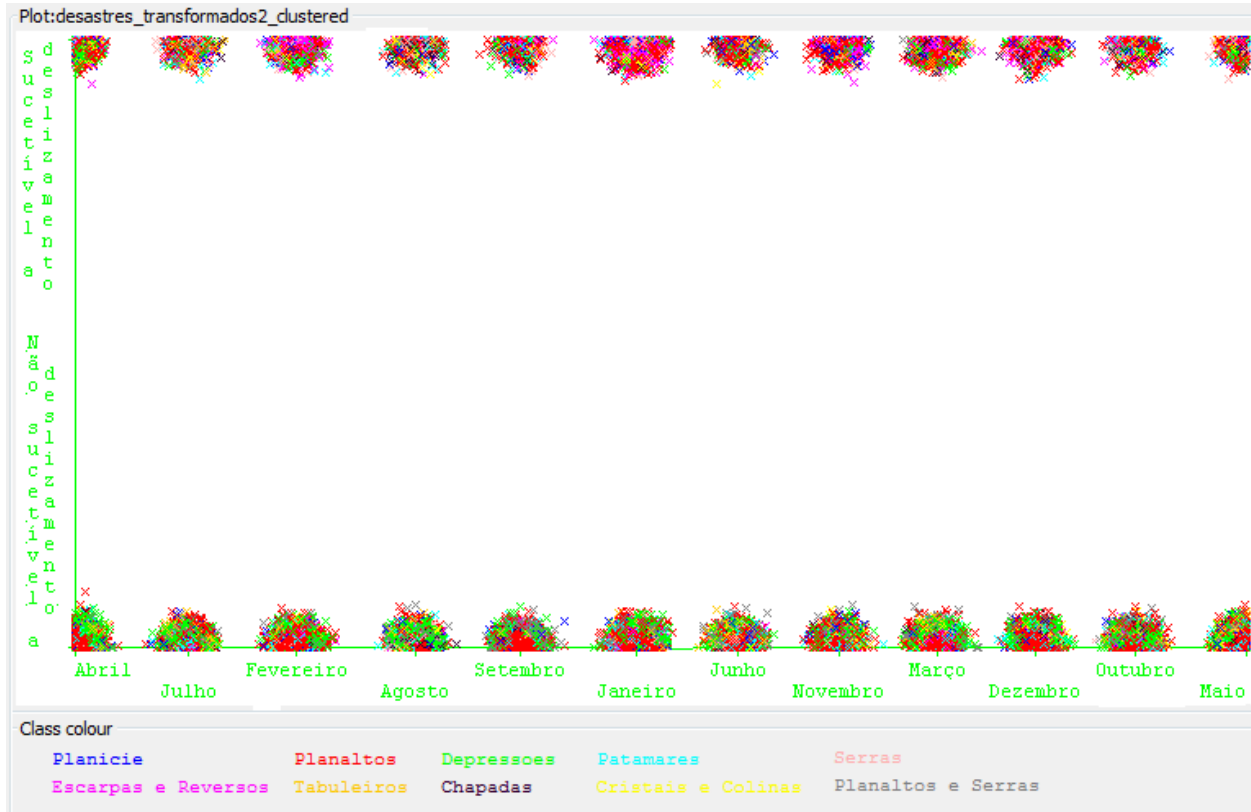 Plot:desastres_transformados2_clustered
Sucetível a
deslizamento
Não sucetível a
deslizamento
Abril Fevereiro Setembro Junho Março Outubro
Julho Agosto Janeiro Novembro Dezembro Maio
Class colour
Planicie Planaltos Depressoes Patamares Serras
Escarpas e Reversos Tabuleiros Chapadas Cristais e Colinas Planaltos e Serras